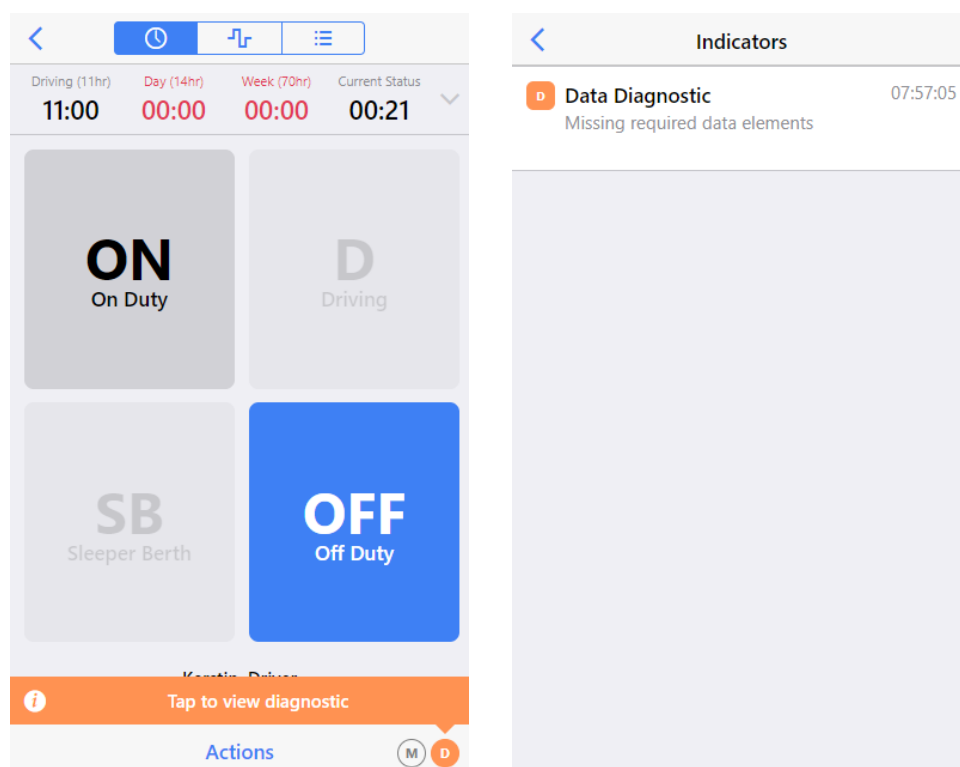 Driving (11hr) Day (14hr) Week (70hr) Current Status
11:00 00:00 00:00 00:21
ON
On Duty
D
Driving
SB
Sleeper Berth
OFF
Off Duty
Tap to view diagnostic
Actions M D
Indicators
D Data Diagnostic 07:57:05
Missing required data elements